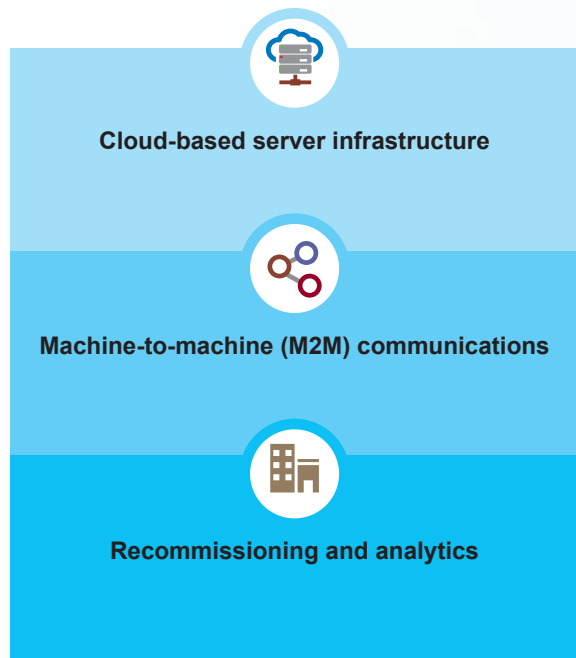 Cloud-based server infrastructure
Machine-to-machine (M2M) communications
Recommissioning and analytics